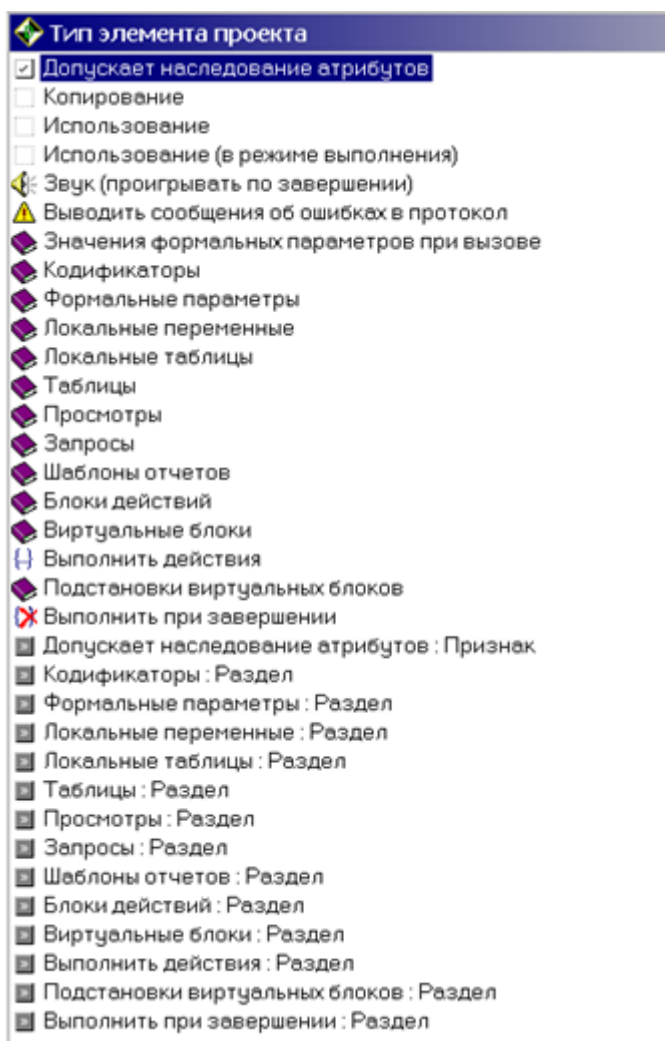 Тип элемента проекта
Допускает наследование атрибутов
Копирование
Использование
Использование (в режиме выполнения)
Звук (проигрывать по завершении)
Выводить сообщения об ошибках в протокол
Значения формальных параметров при вызове
Кодификаторы
Формальные параметры
Локальные переменные
Локальные таблицы
Таблицы
Просмотры
Запросы
Шаблоны отчетов
Блоки действий
Виртуальные блоки
Выполнить действия
Подстановки виртуальных блоков
Выполнить при завершении
Допускает наследование атрибутов : Признак
Кодификаторы : Раздел
Формальные параметры : Раздел
Локальные переменные : Раздел
Локальные таблицы : Раздел
Таблицы : Раздел
Просмотры : Раздел
Запросы : Раздел
Шаблоны отчетов : Раздел
Блоки действий : Раздел
Виртуальные блоки : Раздел
Выполнить действия : Раздел
Подстановки виртуальных блоков : Раздел
Выполнить при завершении : Раздел